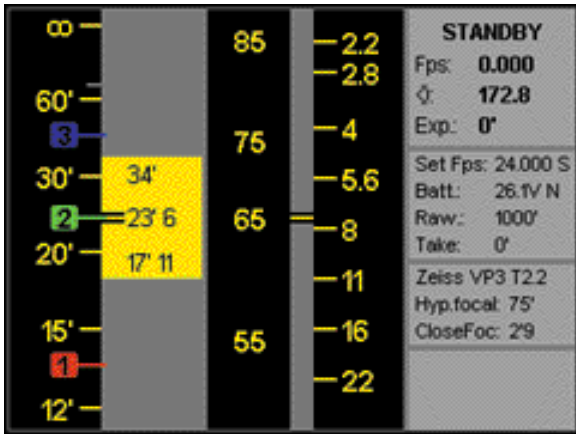 ∞
60'
3
30'
2
20'
15'
1
12'
34'
23' 6
17' 11
85
75
65
55
2.2
2.8
4
5.6
8
11
16
22
STANDBY
Fps: 0.000
172.8
Exp.: 0'
Set Fps: 24.000 S
Batt.: 26.1V N
Raw.: 1000'
Take: 0'
Zeiss VP3 T2.2
Hyp.focal: 75'
CloseFoc: 2'9